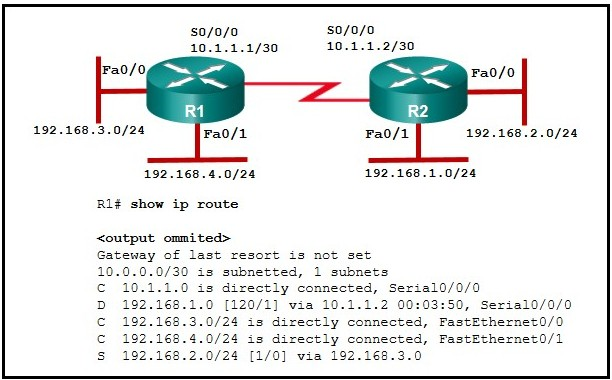 S0/0/0
10.1.1.1/30
S0/0/0
10.1.1.2/30
Fa0/0
R1
Fa0/1
192.168.3.0/24
192.168.4.0/24
Fa0/0
R2
Fa0/1
192.168.2.0/24
192.168.1.0/24
R1# show ip route
<output ommited>
Gateway of last resort is not set
10.0.0.0/30 is subnetted, 1 subnets
C 10.1.1.0 is directly connected, Serial0/0/0
D 192.168.1.0 [120/1] via 10.1.1.2 00:03:50, Serial0/0/0
C 192.168.3.0/24 is directly connected, FastEthernet0/0
C 192.168.4.0/24 is directly connected, FastEthernet0/1
S 192.168.2.0/24 [1/0] via 192.168.3.0